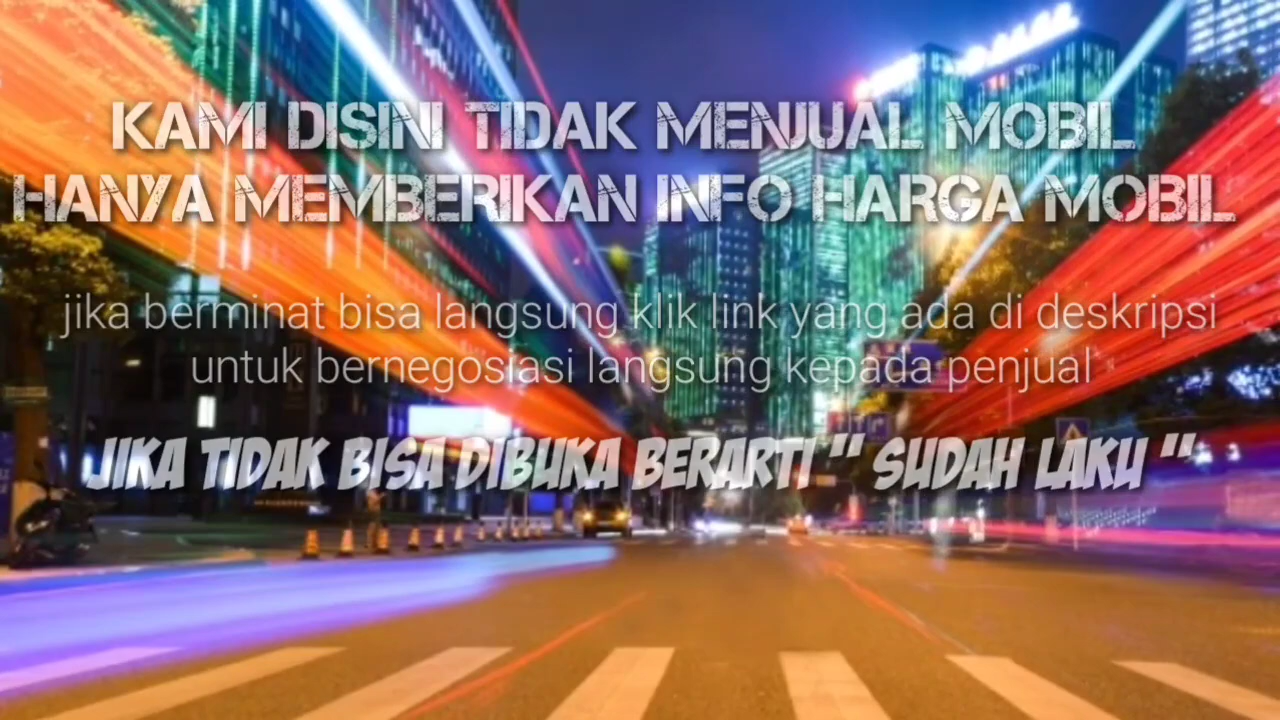 KAMI DISINI TIDAK MENJUAL MOBIL
HANYA MEMBERIKAN INFO HARGA MOBIL
jika berminat bisa langsung klik link yang ada di deskripsi
untuk bernegosiasi langsung kepada penjual
JIKA TIDAK BISA DIBUKA BERARTI " SUDAH LAKU "